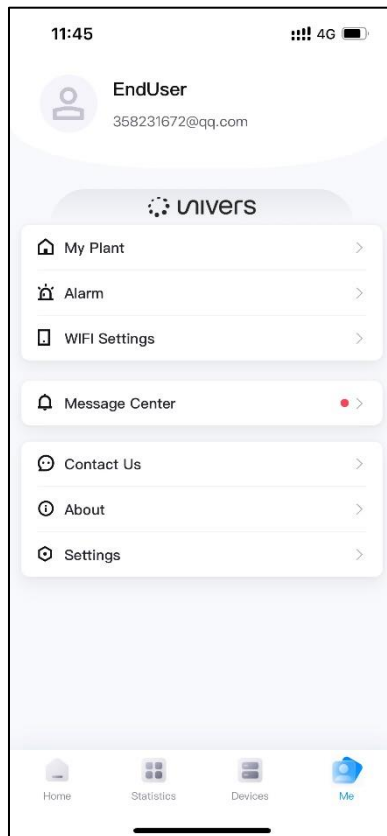 11:45
4G
EndUser
358231672@qq.com
univers
My Plant
Alarm
WIFI Settings
Message Center
Contact Us
About
Settings
Home Statistics Devices Me